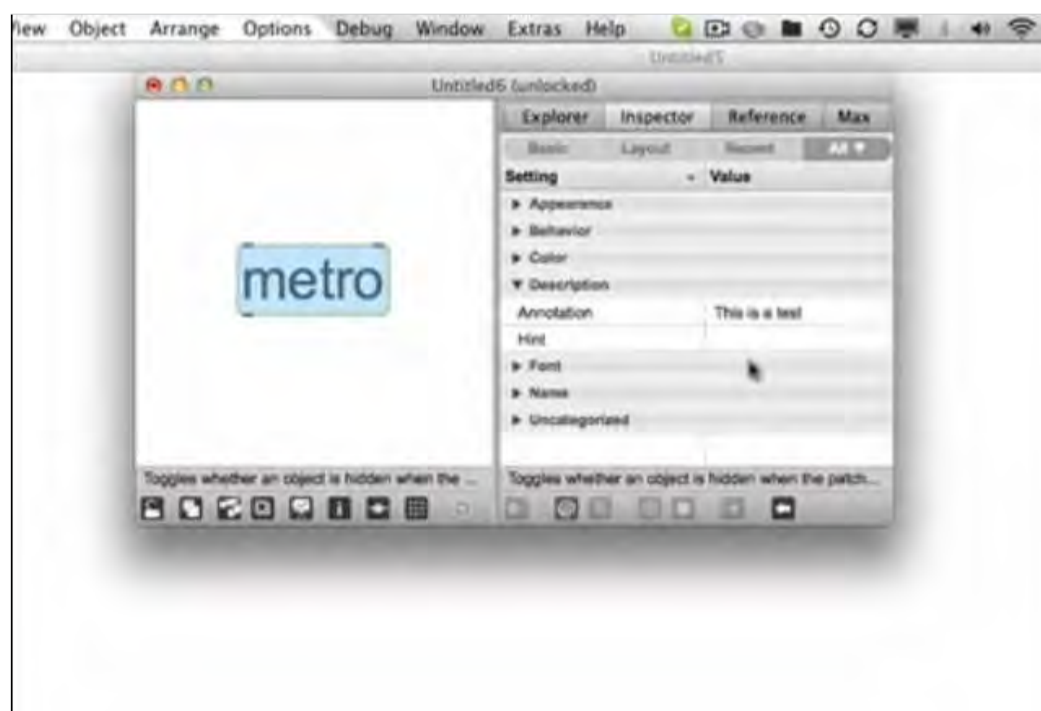 View Object Arrange Options Debug Window Extras Help
Untitled5
Untitled6 (unlocked)
Explorer Inspector Reference Max
Basic Layout Recent All
Setting Value
Appearance
Behavior
Color
Description
Annotation This is a test
Hint
Font
Name
Uncategorized
metro
Toggles whether an object is hidden when the ...
Toggles whether an object is hidden when the patch...